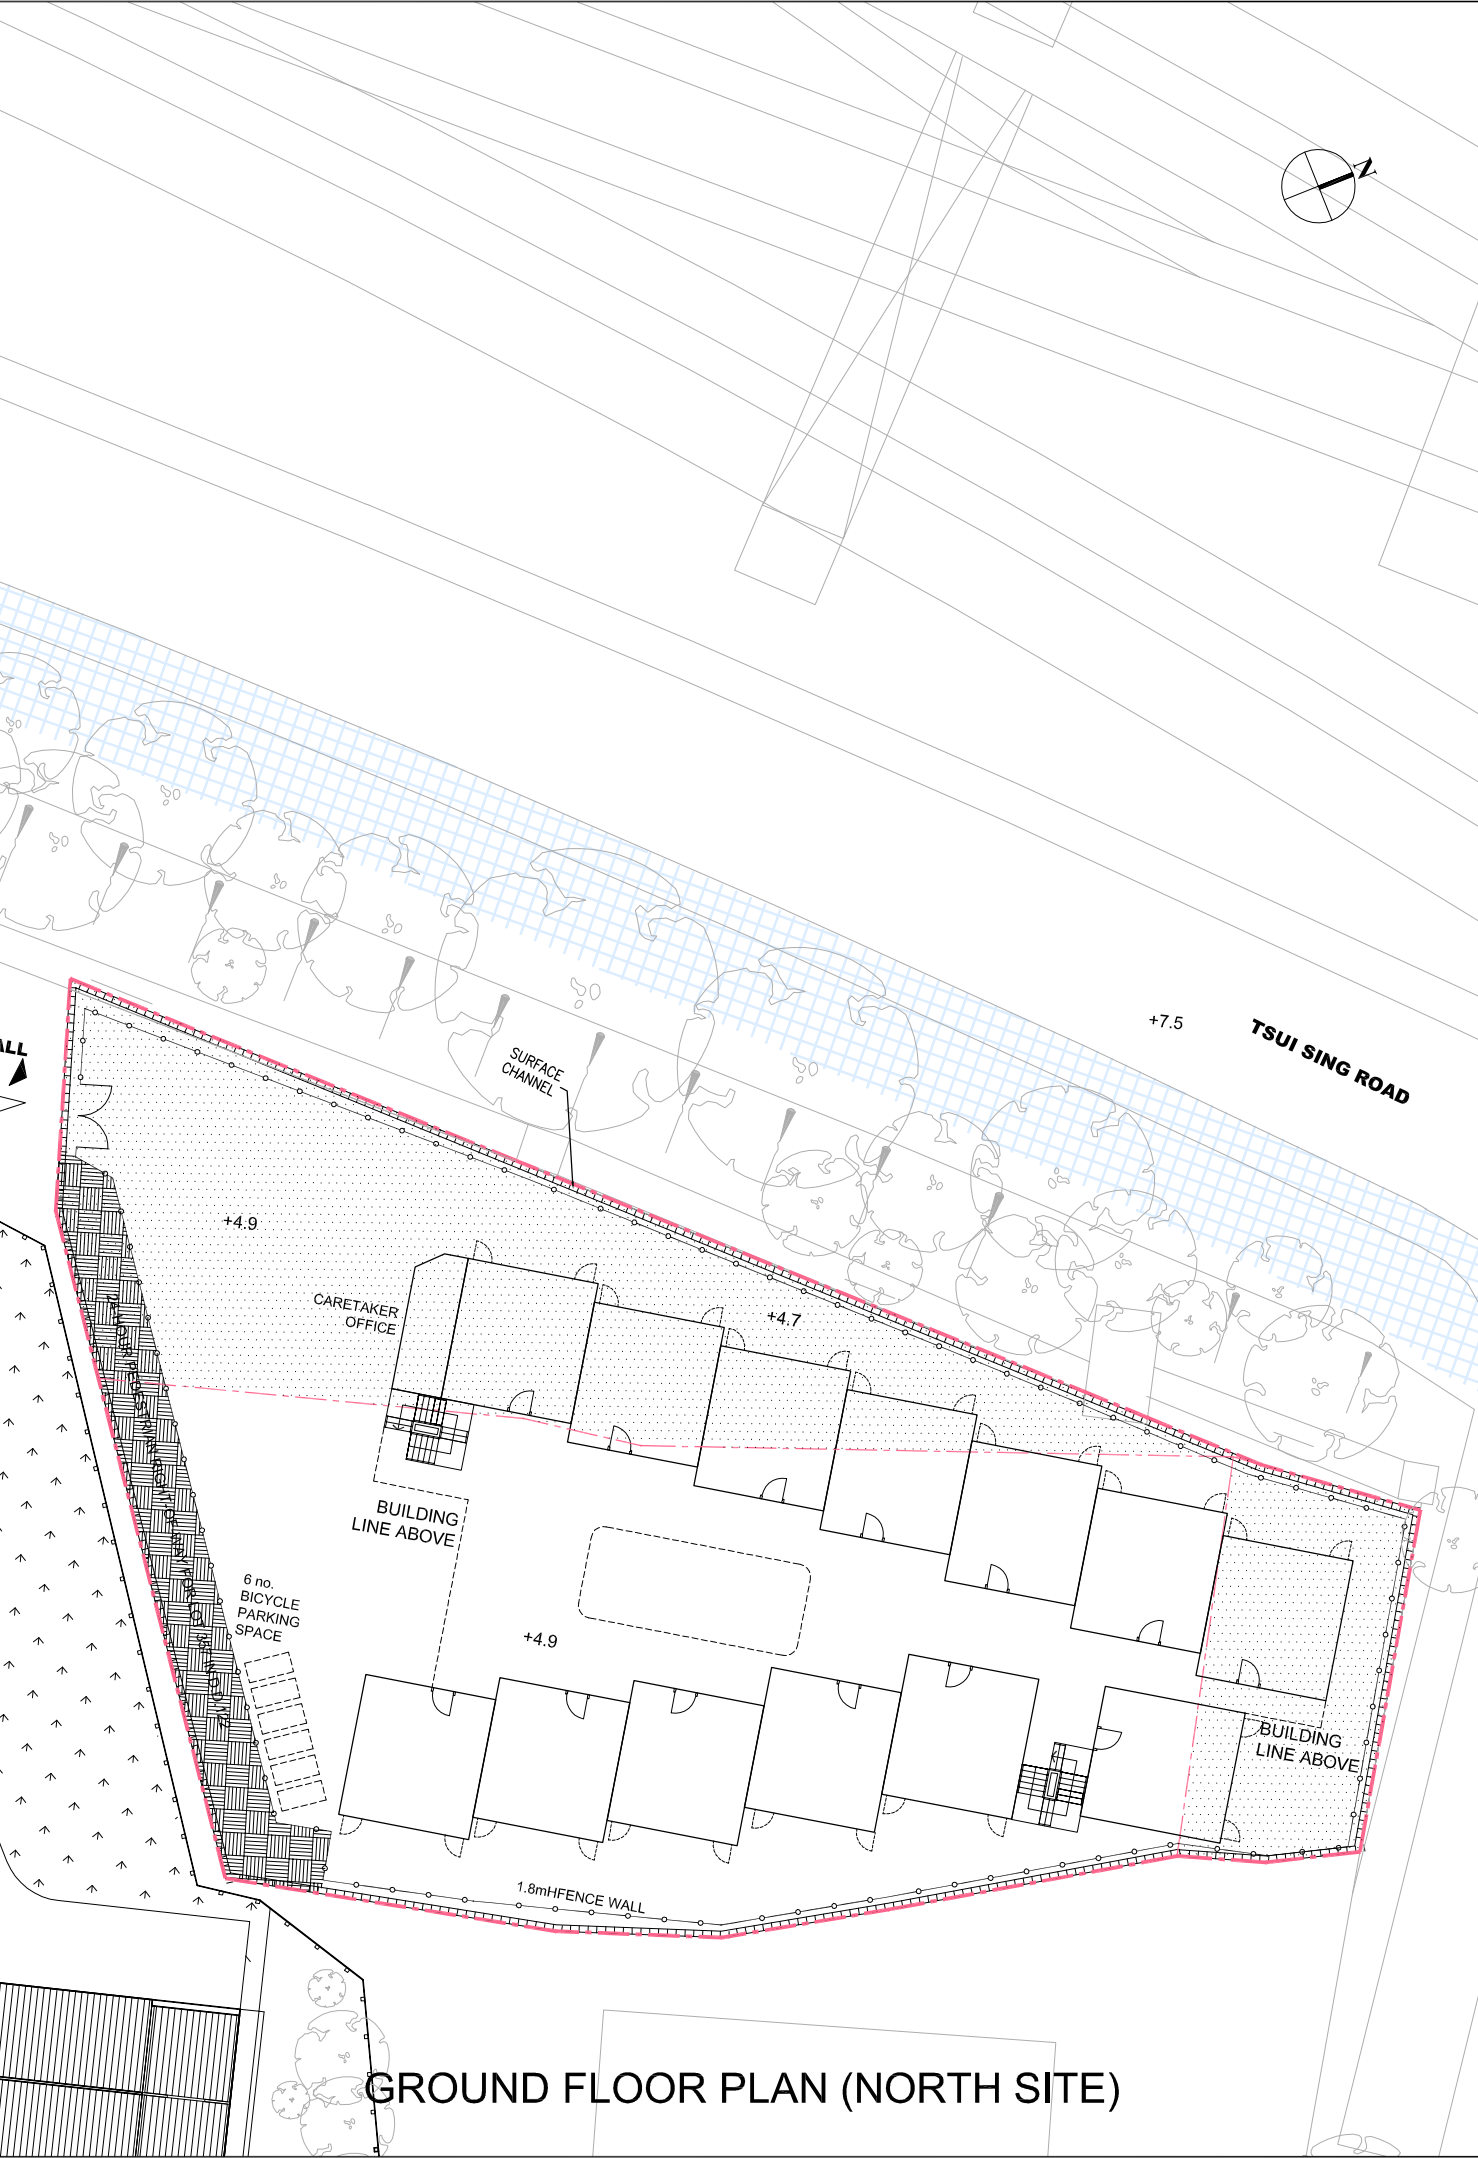 N
+7.5
TSUI SING ROAD
ALL
SURFACE
CHANNEL
+4.9
CARETAKER
OFFICE
+4.7
BUILDING
LINE ABOVE
6 no.
BICYCLE
PARKING
SPACE
+4.9
BUILDING
LINE ABOVE
1.8mHFENCE WALL
GROUND FLOOR PLAN (NORTH SITE)